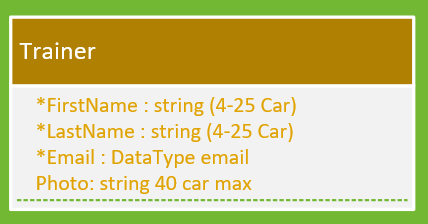 Trainer
*FirstName : string (4-25 Car)
*LastName : string (4-25 Car)
*Email : DataType email
Photo: string 40 car max